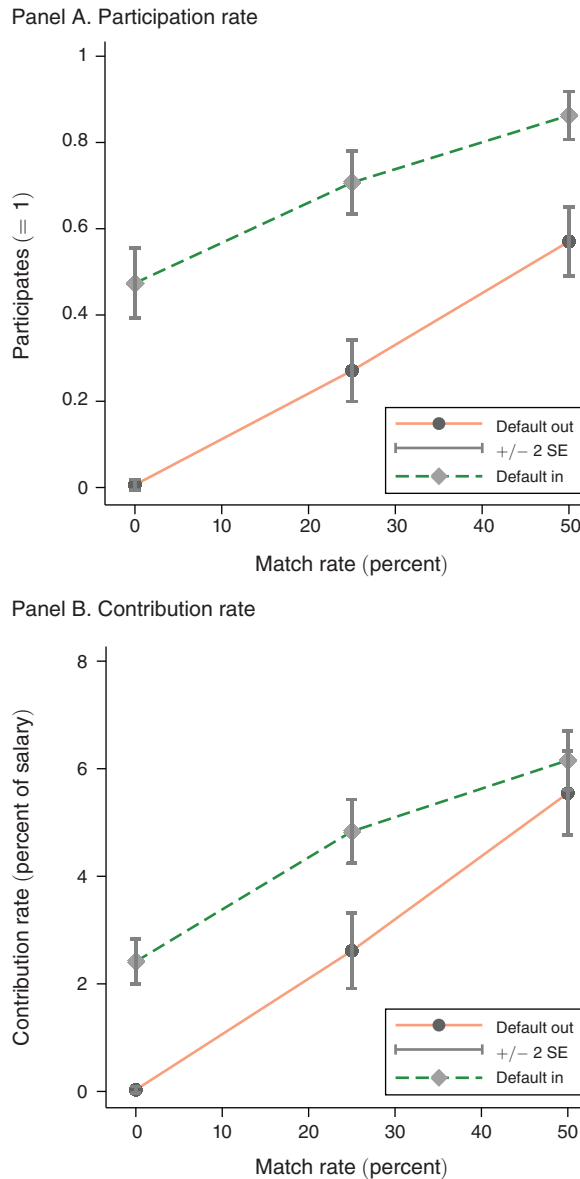 Panel A. Participation rate
1
0.8
0.6
0.4
0.2
0
Participates (= 1)
Default out
+/− 2 SE
Default in
0 10 20 30 40 50
Match rate (percent)
Panel B. Contribution rate
8
6
4
2
0
Contribution rate (percent of salary)
Default out
+/− 2 SE
Default in
0 10 20 30 40 50
Match rate (percent)